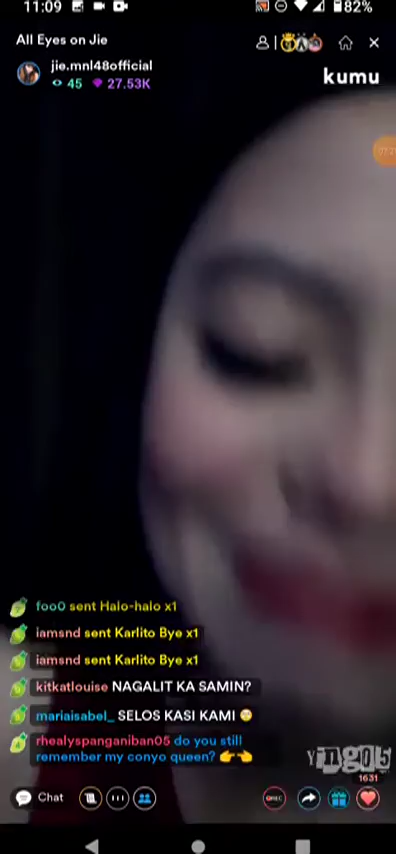 11:09
82%
All Eyes on Jie
jie.mnl48official
45
27.53K
kumu
foo0 sent Halo-halo x1
iamsnd sent Karlito Bye x1
iamsnd sent Karlito Bye x1
kitkatlouise NAGALIT KA SAMIN?
mariaisabel_ SELOS KASI KAMI 😳
rhealyspanganiban05 do you still
remember my conyo queen? 👉👈
Ying05
1631
Chat
REC